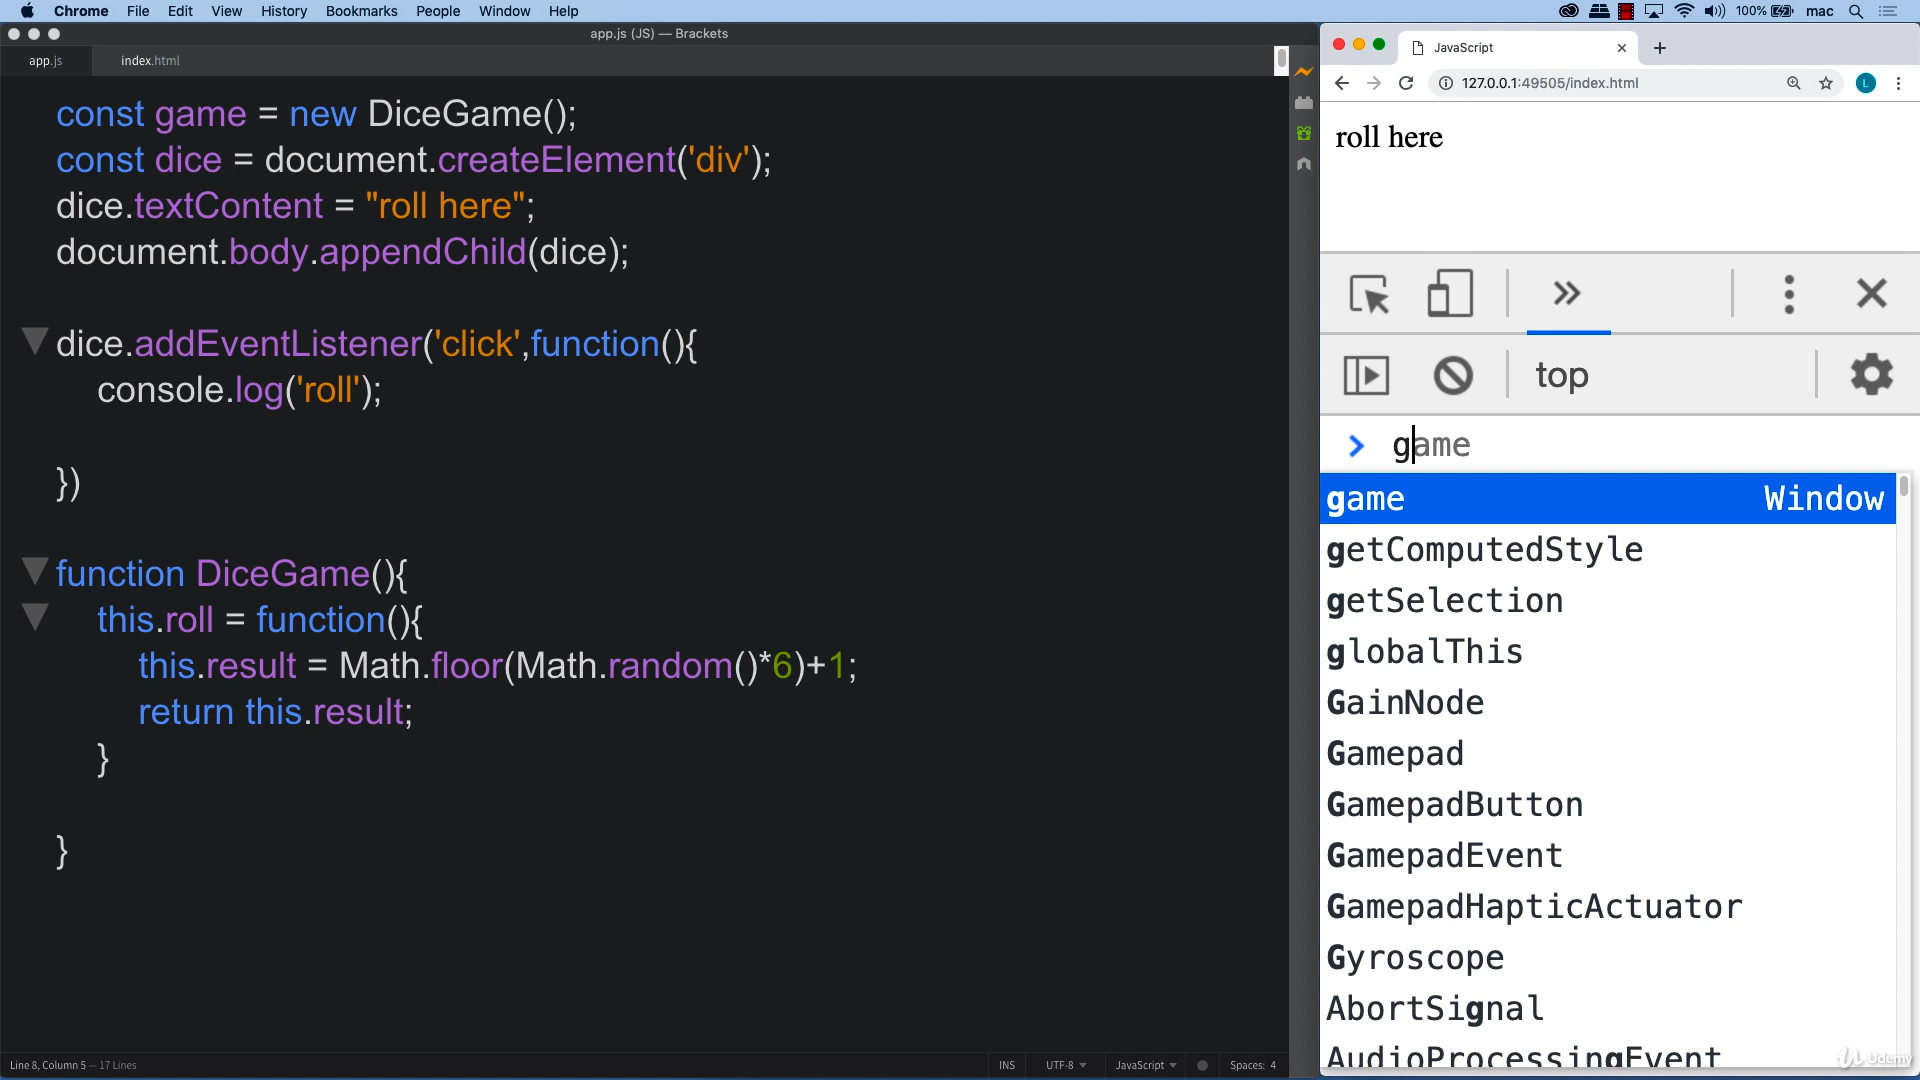 Chrome File Edit View History Bookmarks People Window Help
100% mac
app.js (JS) — Brackets
app.js index.html
const game = new DiceGame();
const dice = document.createElement('div');
dice.textContent = "roll here";
document.body.appendChild(dice);
dice.addEventListener('click',function(){
console.log('roll');
})
function DiceGame(){
this.roll = function(){
this.result = Math.floor(Math.random()*6)+1;
return this.result;
}
}
Line 8, Column 5 — 17 Lines
INS UTF-8 JavaScript Spaces: 4
JavaScript
127.0.0.1:49505/index.html
L
roll here
top
game
game Window
getComputedStyle
getSelection
globalThis
GainNode
Gamepad
GamepadButton
GamepadEvent
GamepadHapticActuator
Gyroscope
AbortSignal
AudioProcessingEvent
Udemy